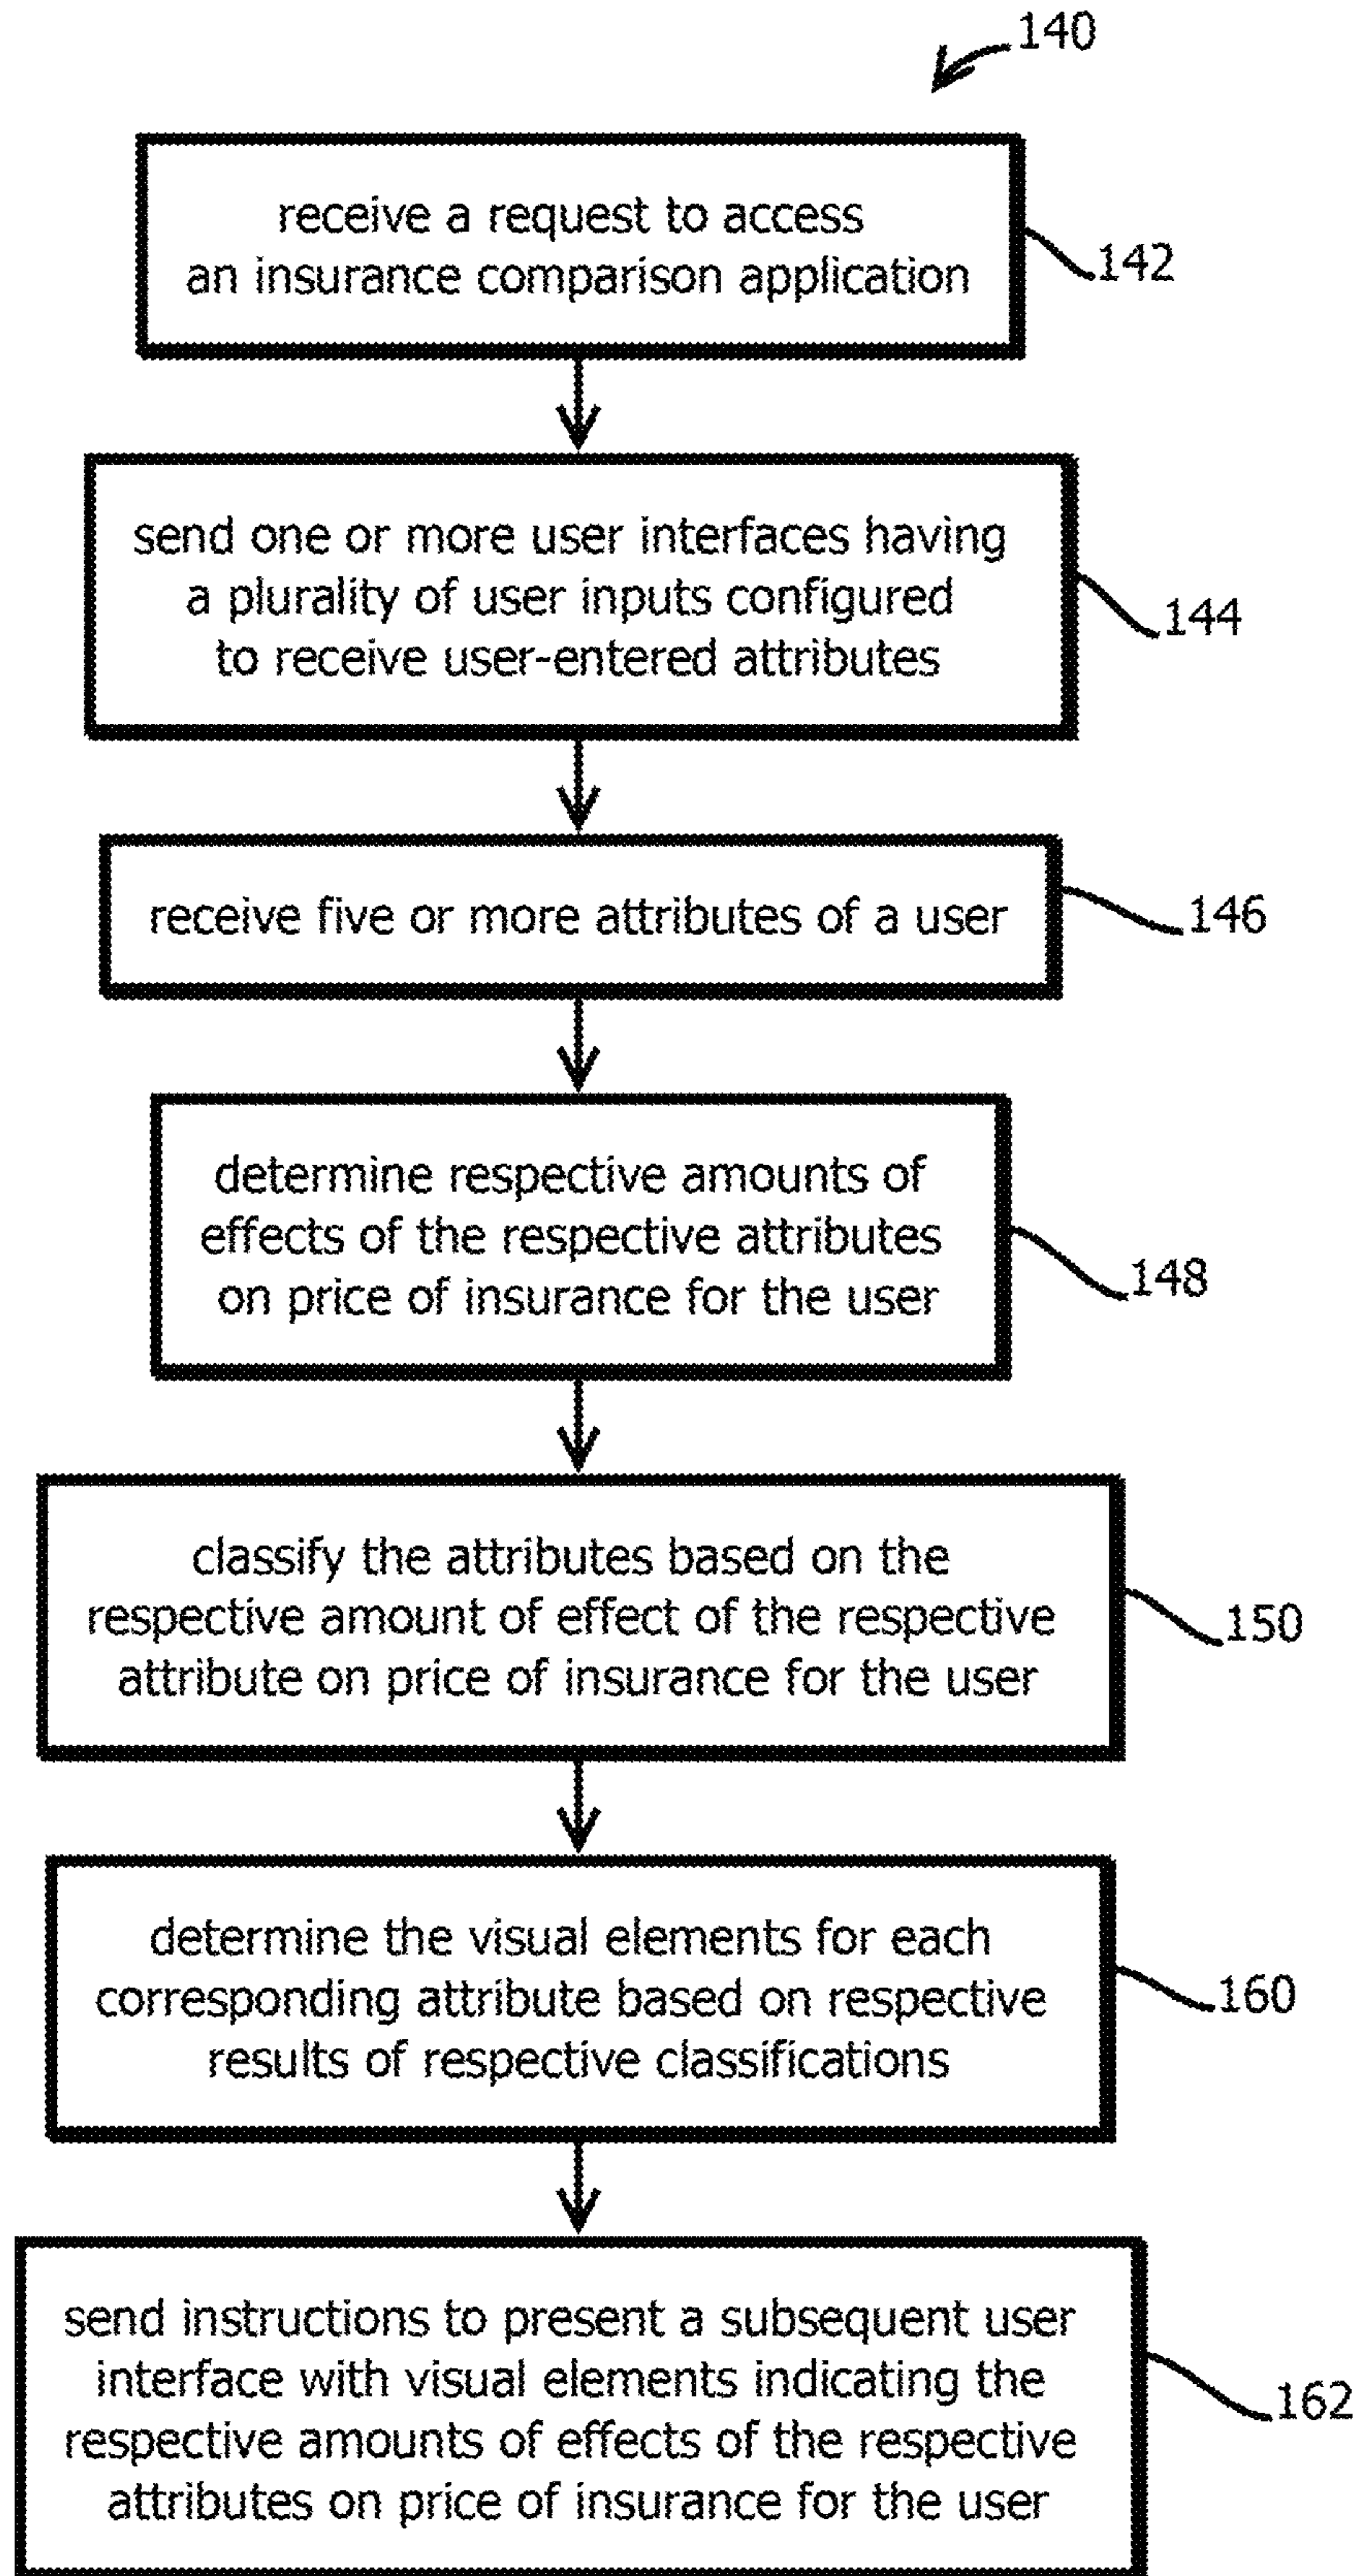 140
receive a request to access
an insurance comparison application
142
send one or more user interfaces having
a plurality of user inputs configured
to receive user-entered attributes
144
receive five or more attributes of a user
146
determine respective amounts of
effects of the respective attributes
on price of insurance for the user
148
classify the attributes based on the
respective amount of effect of the respective
attribute on price of insurance for the user
150
determine the visual elements for each
corresponding attribute based on respective
results of respective classifications
160
send instructions to present a subsequent user
interface with visual elements indicating the
respective amounts of effects of the respective
attributes on price of insurance for the user
162